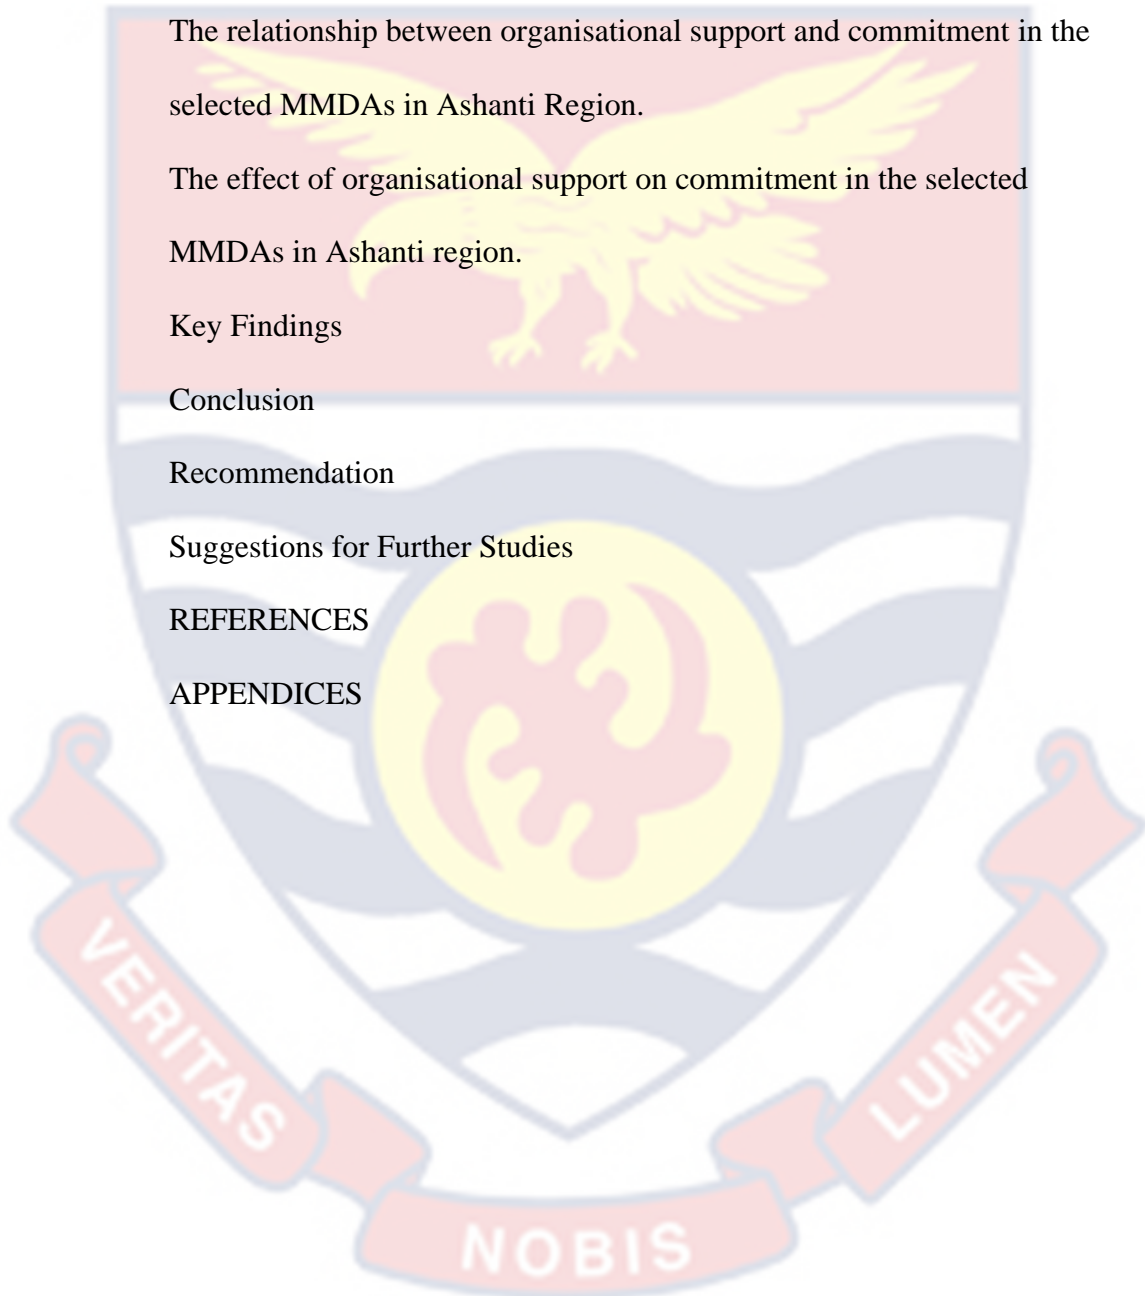 The relationship between organisational support and commitment in the
selected MMDAs in Ashanti Region.
The effect of organisational support on commitment in the selected
MMDAs in Ashanti region.
Key Findings
Conclusion
Recommendation
Suggestions for Further Studies
REFERENCES
APPENDICES
VERITAS
NOBIS
LUMEN